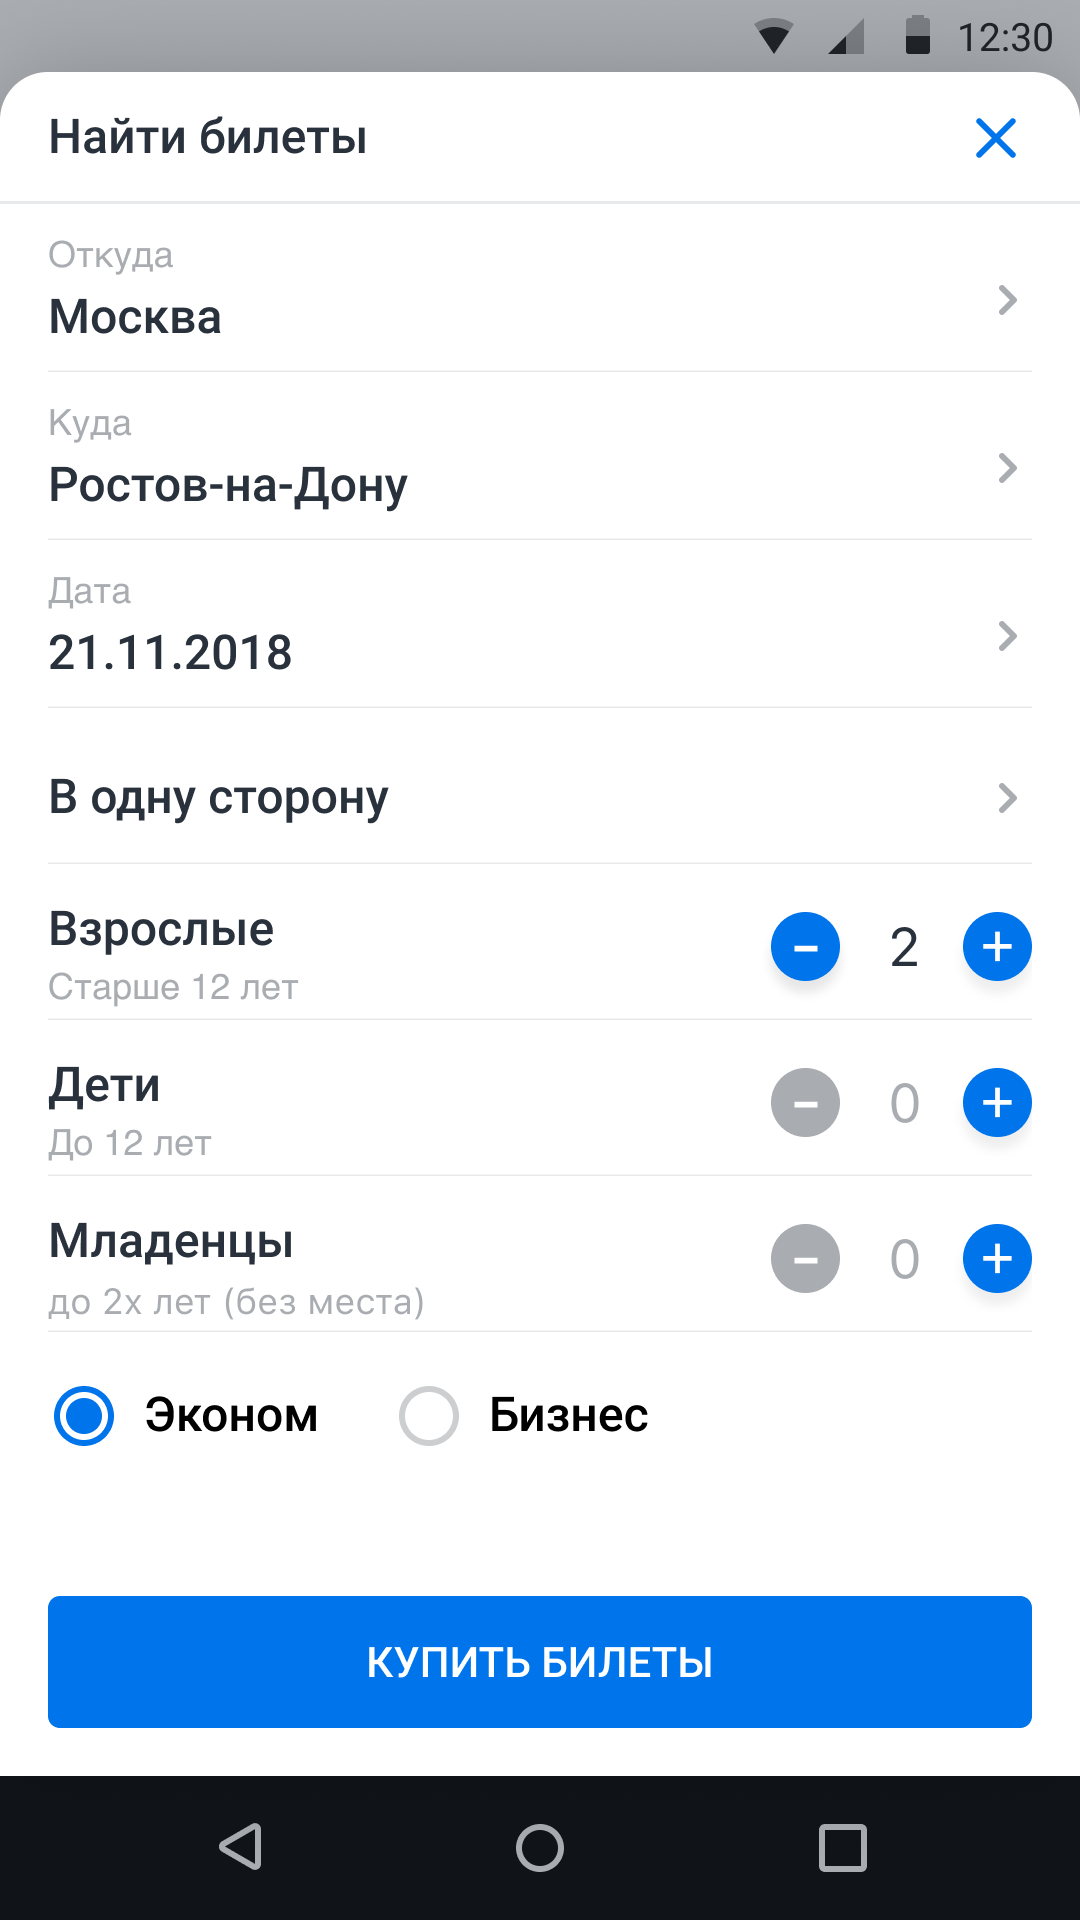 12:30
Найти билеты
Откуда
Москва
Куда
Ростов-на-Дону
Дата
21.11.2018
В одну сторону
Взрослые
Старше 12 лет
– 2 +
Дети
До 12 лет
– 0 +
Младенцы
до 2х лет (без места)
– 0 +
Эконом Бизнес
КУПИТЬ БИЛЕТЫ